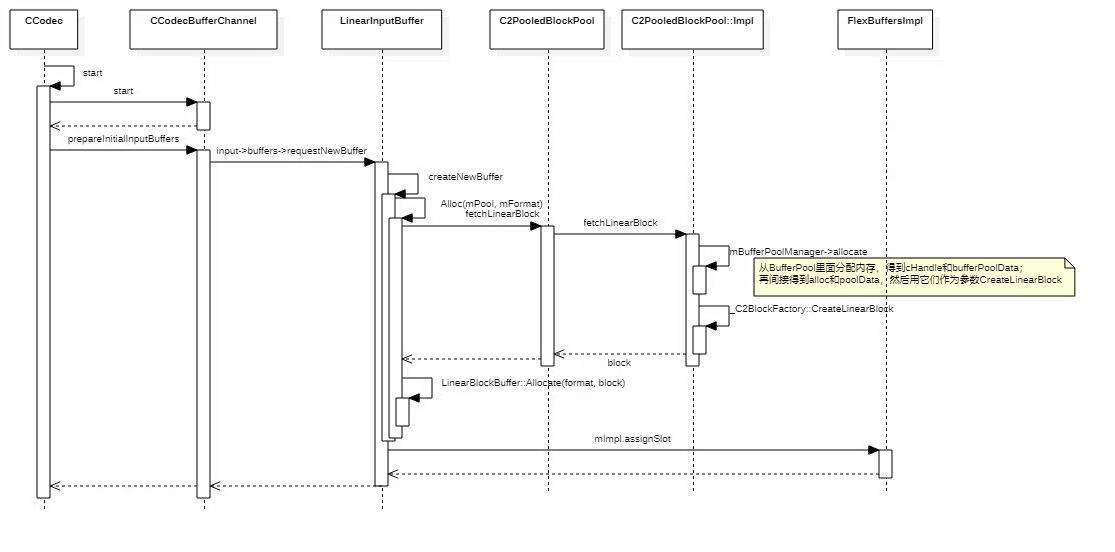 CCodec
CCodecBufferChannel
LinearInputBuffer
C2PooledBlockPool
C2PooledBlockPool::Impl
FlexBuffersImpl
start
start
prepareInitialInputBuffers
input->buffers->requestNewBuffer
createNewBuffer
Alloc(mPool, mFormat)
fetchLinearBlock
fetchLinearBlock
mBufferPoolManager->allocate
从BufferPool里面分配内存，得到cHandle和bufferPoolData；
再间接得到alloc和poolData，然后用它们作为参数CreateLinearBlock
C2BlockFactory::CreateLinearBlock
block
LinearBlockBuffer::Allocate(format, block)
mImpl.assignSlot